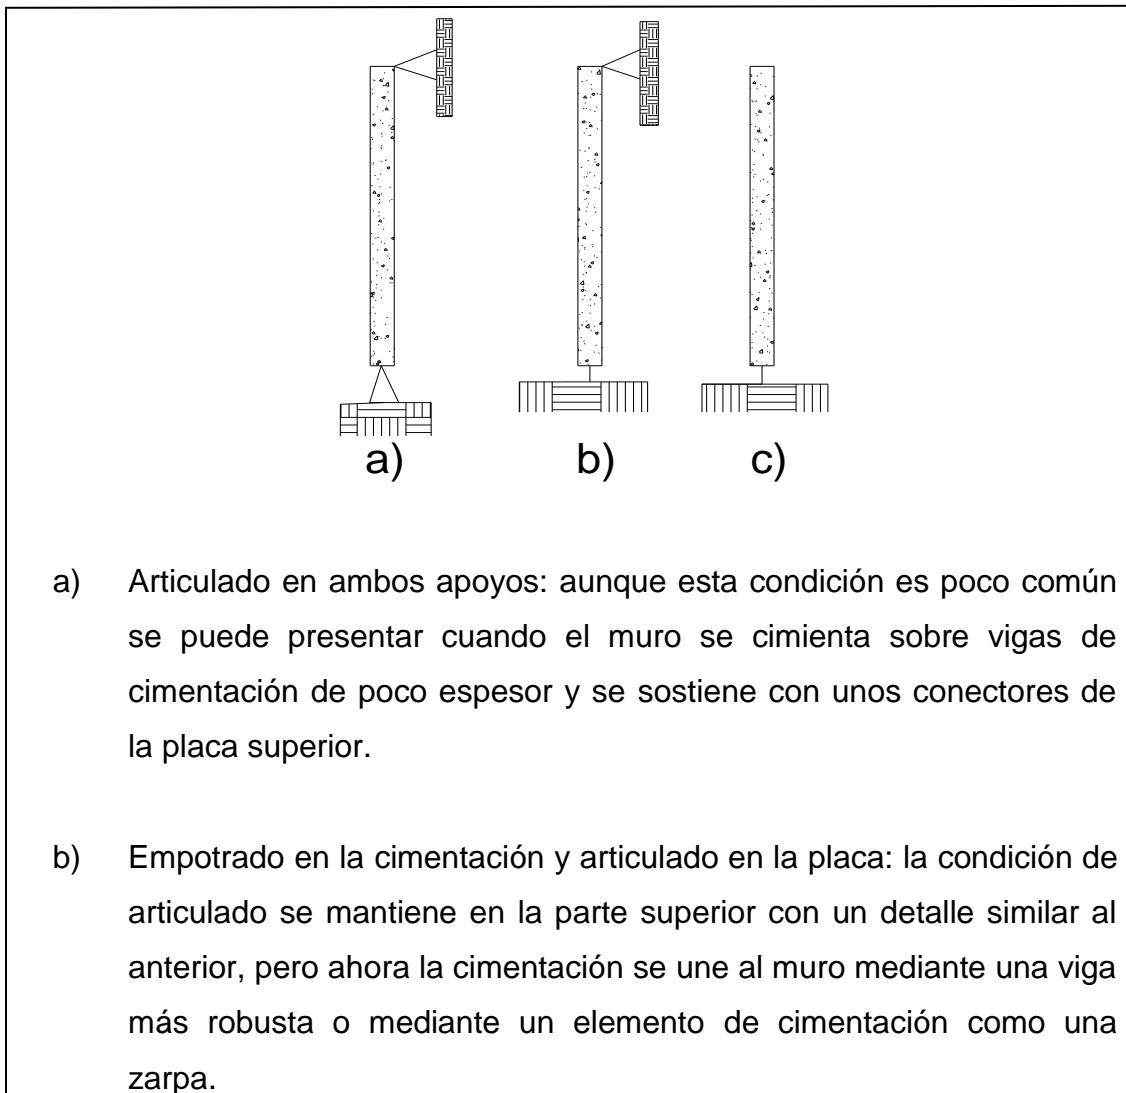 a) b) c)
a) Articulado en ambos apoyos: aunque esta condición es poco común
se puede presentar cuando el muro se cimienta sobre vigas de
cimentación de poco espesor y se sostiene con unos conectores de
la placa superior.
b) Empotrado en la cimentación y articulado en la placa: la condición de
articulado se mantiene en la parte superior con un detalle similar al
anterior, pero ahora la cimentación se une al muro mediante una viga
más robusta o mediante un elemento de cimentación como una
zarpa.